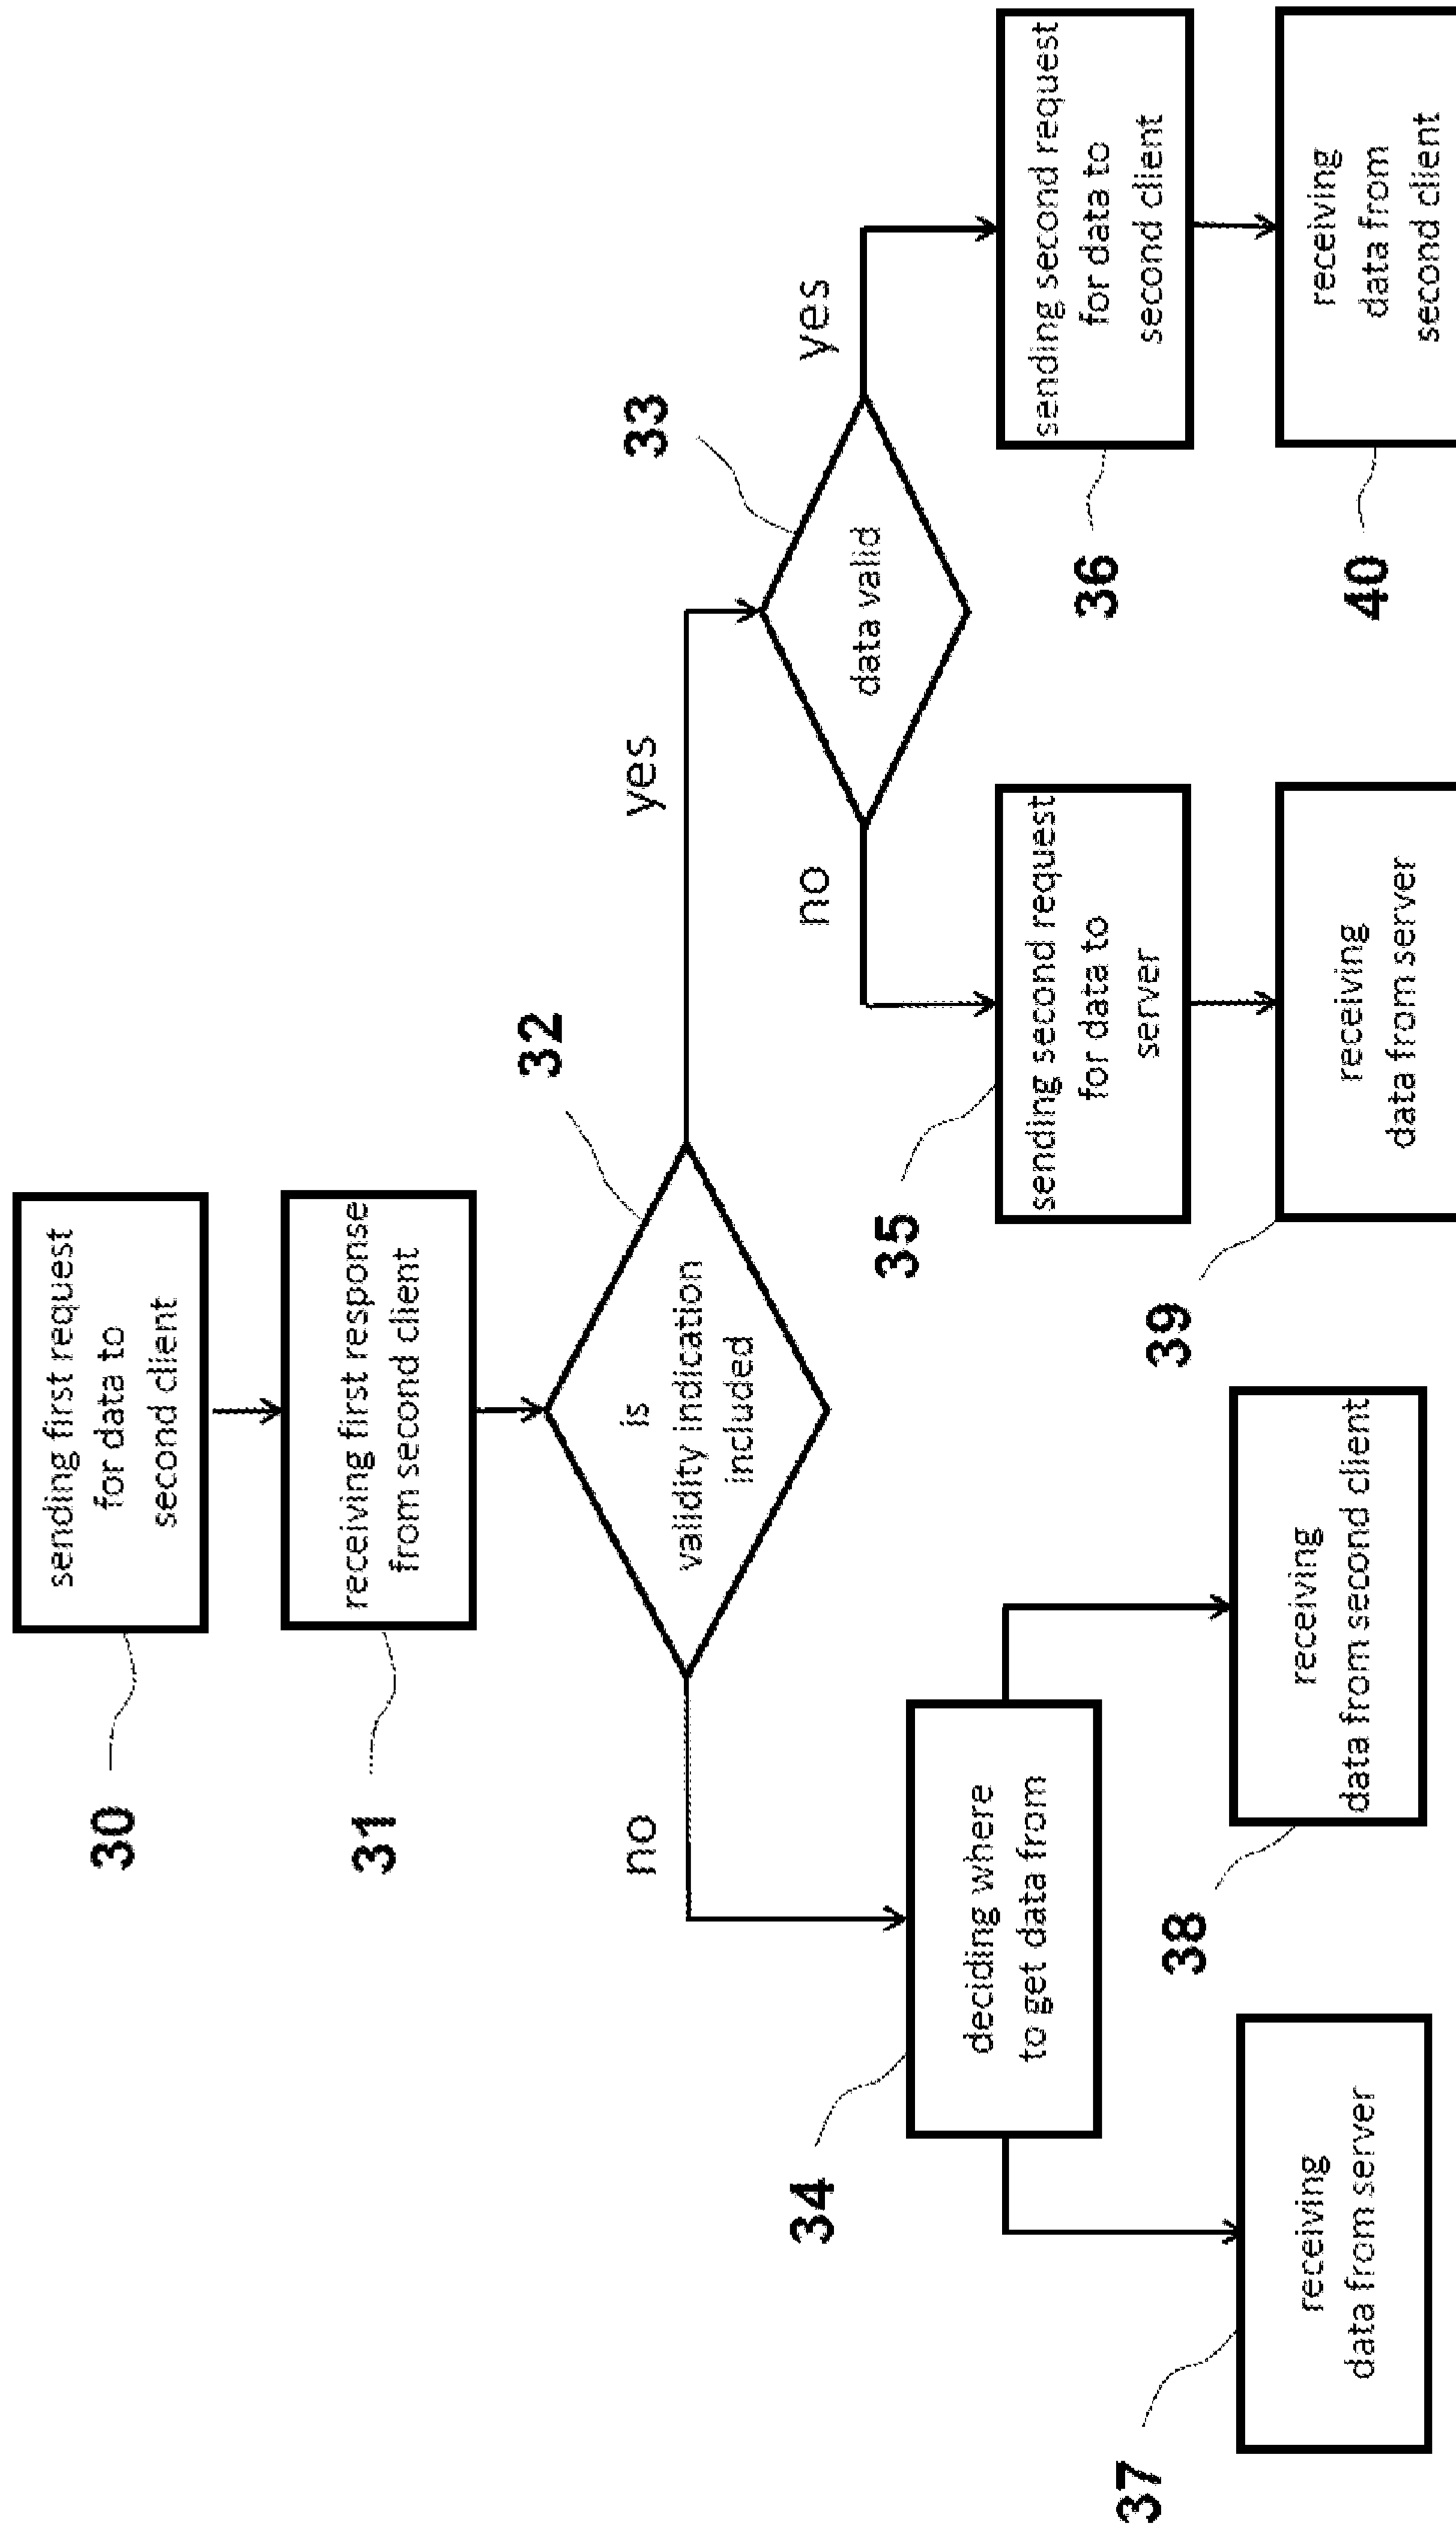 sending first request
for data to
second client
30
receiving first response
from second client
31
is
validity indication
included
32
no
yes
data valid
33
no
yes
deciding where
to get data from
34
sending second request
for data to
server
35
sending second request
for data to
second client
36
receiving
data from server
37
receiving
data from second client
38
receiving
data from server
39
receiving
data from
second client
40